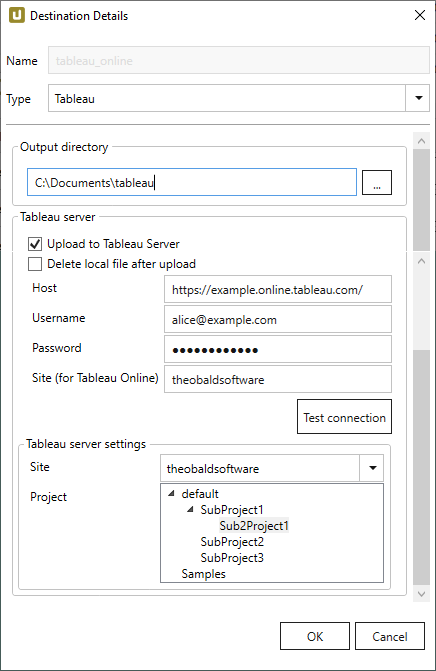 Destination Details
Name tableau_online
Type Tableau
Output directory
C:\Documents\tableau ...
Tableau server
Upload to Tableau Server
Delete local file after upload
Host https://example.online.tableau.com/
Username alice@example.com
Password ●●●●●●●●●●●●
Site (for Tableau Online) theobaldsoftware
Test connection
Tableau server settings
Site theobaldsoftware
Project default
SubProject1
Sub2Project1
SubProject2
SubProject3
Samples
OK Cancel